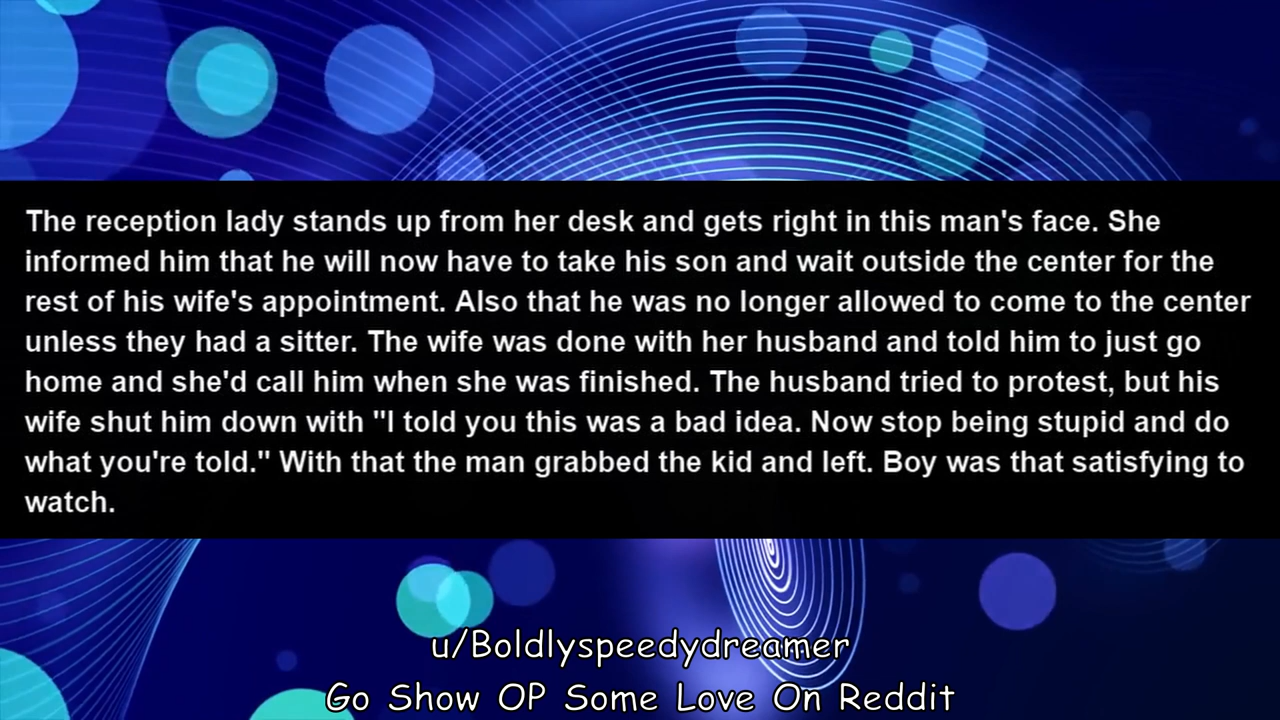 The reception lady stands up from her desk and gets right in this man's face. She
informed him that he will now have to take his son and wait outside the center for the
rest of his wife's appointment. Also that he was no longer allowed to come to the center
unless they had a sitter. The wife was done with her husband and told him to just go
home and she'd call him when she was finished. The husband tried to protest, but his
wife shut him down with "I told you this was a bad idea. Now stop being stupid and do
what you're told." With that the man grabbed the kid and left. Boy was that satisfying to
watch.
u/Boldlyspeedydreamer
Go Show OP Some Love On Reddit